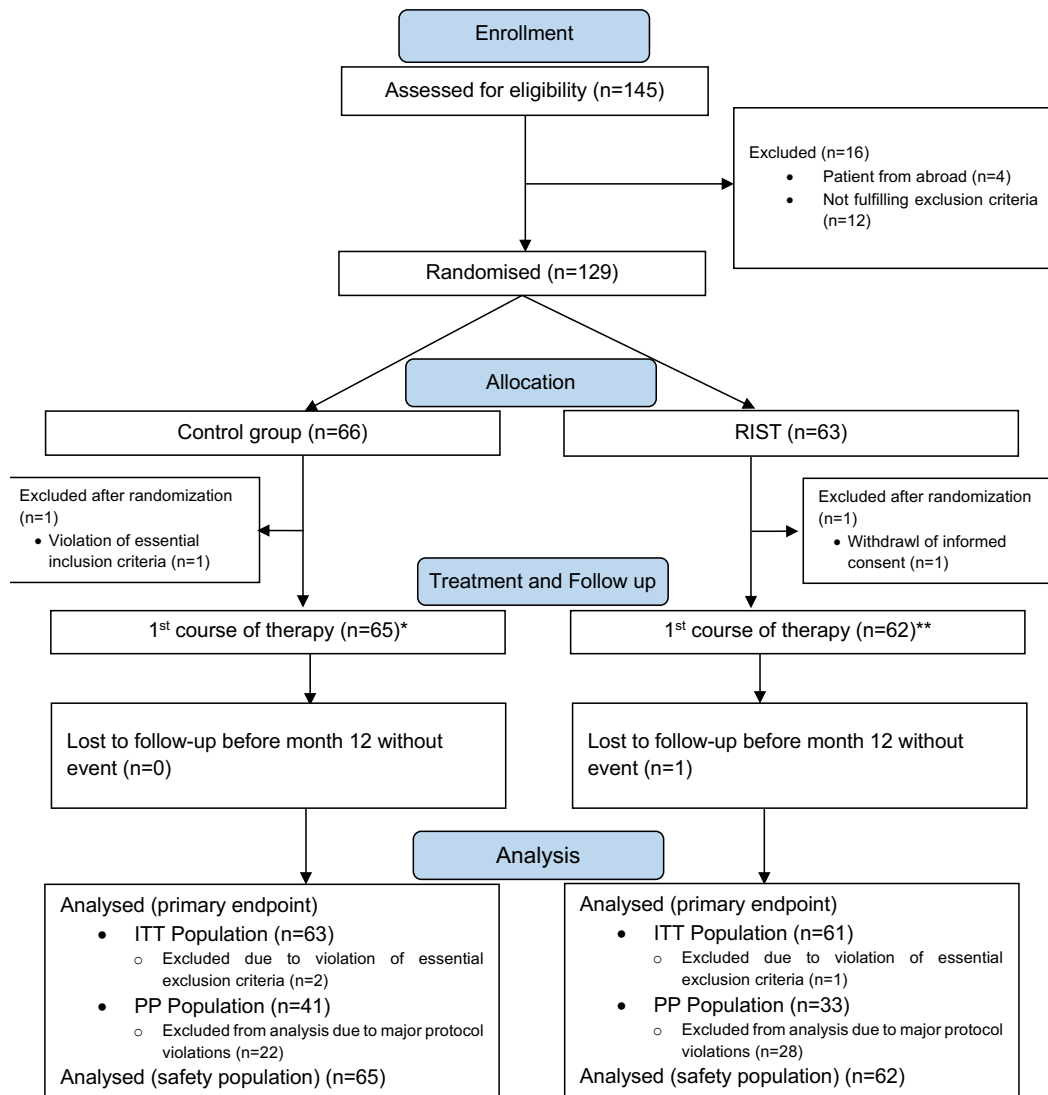 Enrollment
Assessed for eligibility (n=145)
Excluded (n=16)
• Patient from abroad (n=4)
• Not fulfilling exclusion criteria
(n=12)
Randomised (n=129)
Allocation
Control group (n=66)
RIST (n=63)
Excluded after randomization
(n=1)
• Violation of essential
inclusion criteria (n=1)
Excluded after randomization
(n=1)
• Withdrawl of informed
consent (n=1)
Treatment and Follow up
1st course of therapy (n=65)*
1st course of therapy (n=62)**
Lost to follow-up before month 12 without
event (n=0)
Lost to follow-up before month 12 without
event (n=1)
Analysis
Analysed (primary endpoint)
• ITT Population (n=63)
o Excluded due to violation of essential
exclusion criteria (n=2)
• PP Population (n=41)
o Excluded from analysis due to major protocol
violations (n=22)
Analysed (safety population) (n=65)
Analysed (primary endpoint)
• ITT Population (n=61)
o Excluded due to violation of essential
exclusion criteria (n=1)
• PP Population (n=33)
o Excluded from analysis due to major protocol
violations (n=28)
Analysed (safety population) (n=62)